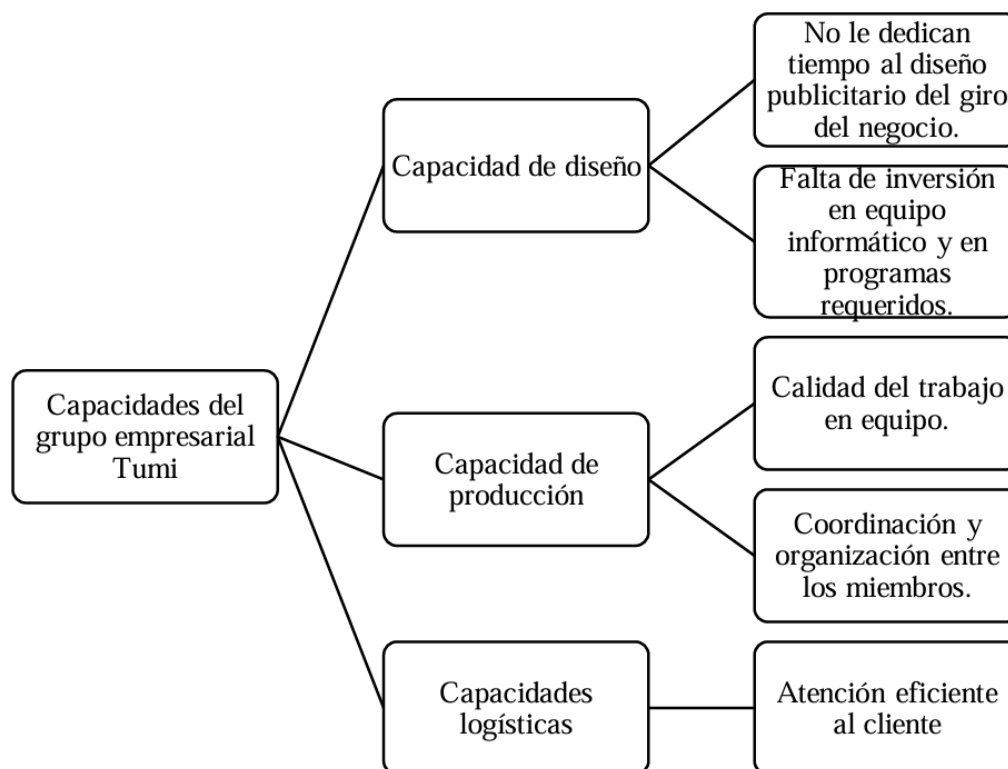 Capacidades del
grupo empresarial
Tumi
Capacidad de diseño
No le dedican
tiempo al diseño
publicitario del giro
del negocio.
Falta de inversión
en equipo
informático y en
programas
requeridos.
Capacidad de
producción
Calidad del trabajo
en equipo.
Coordinación y
organización entre
los miembros.
Capacidades
logísticas
Atención eficiente
al cliente